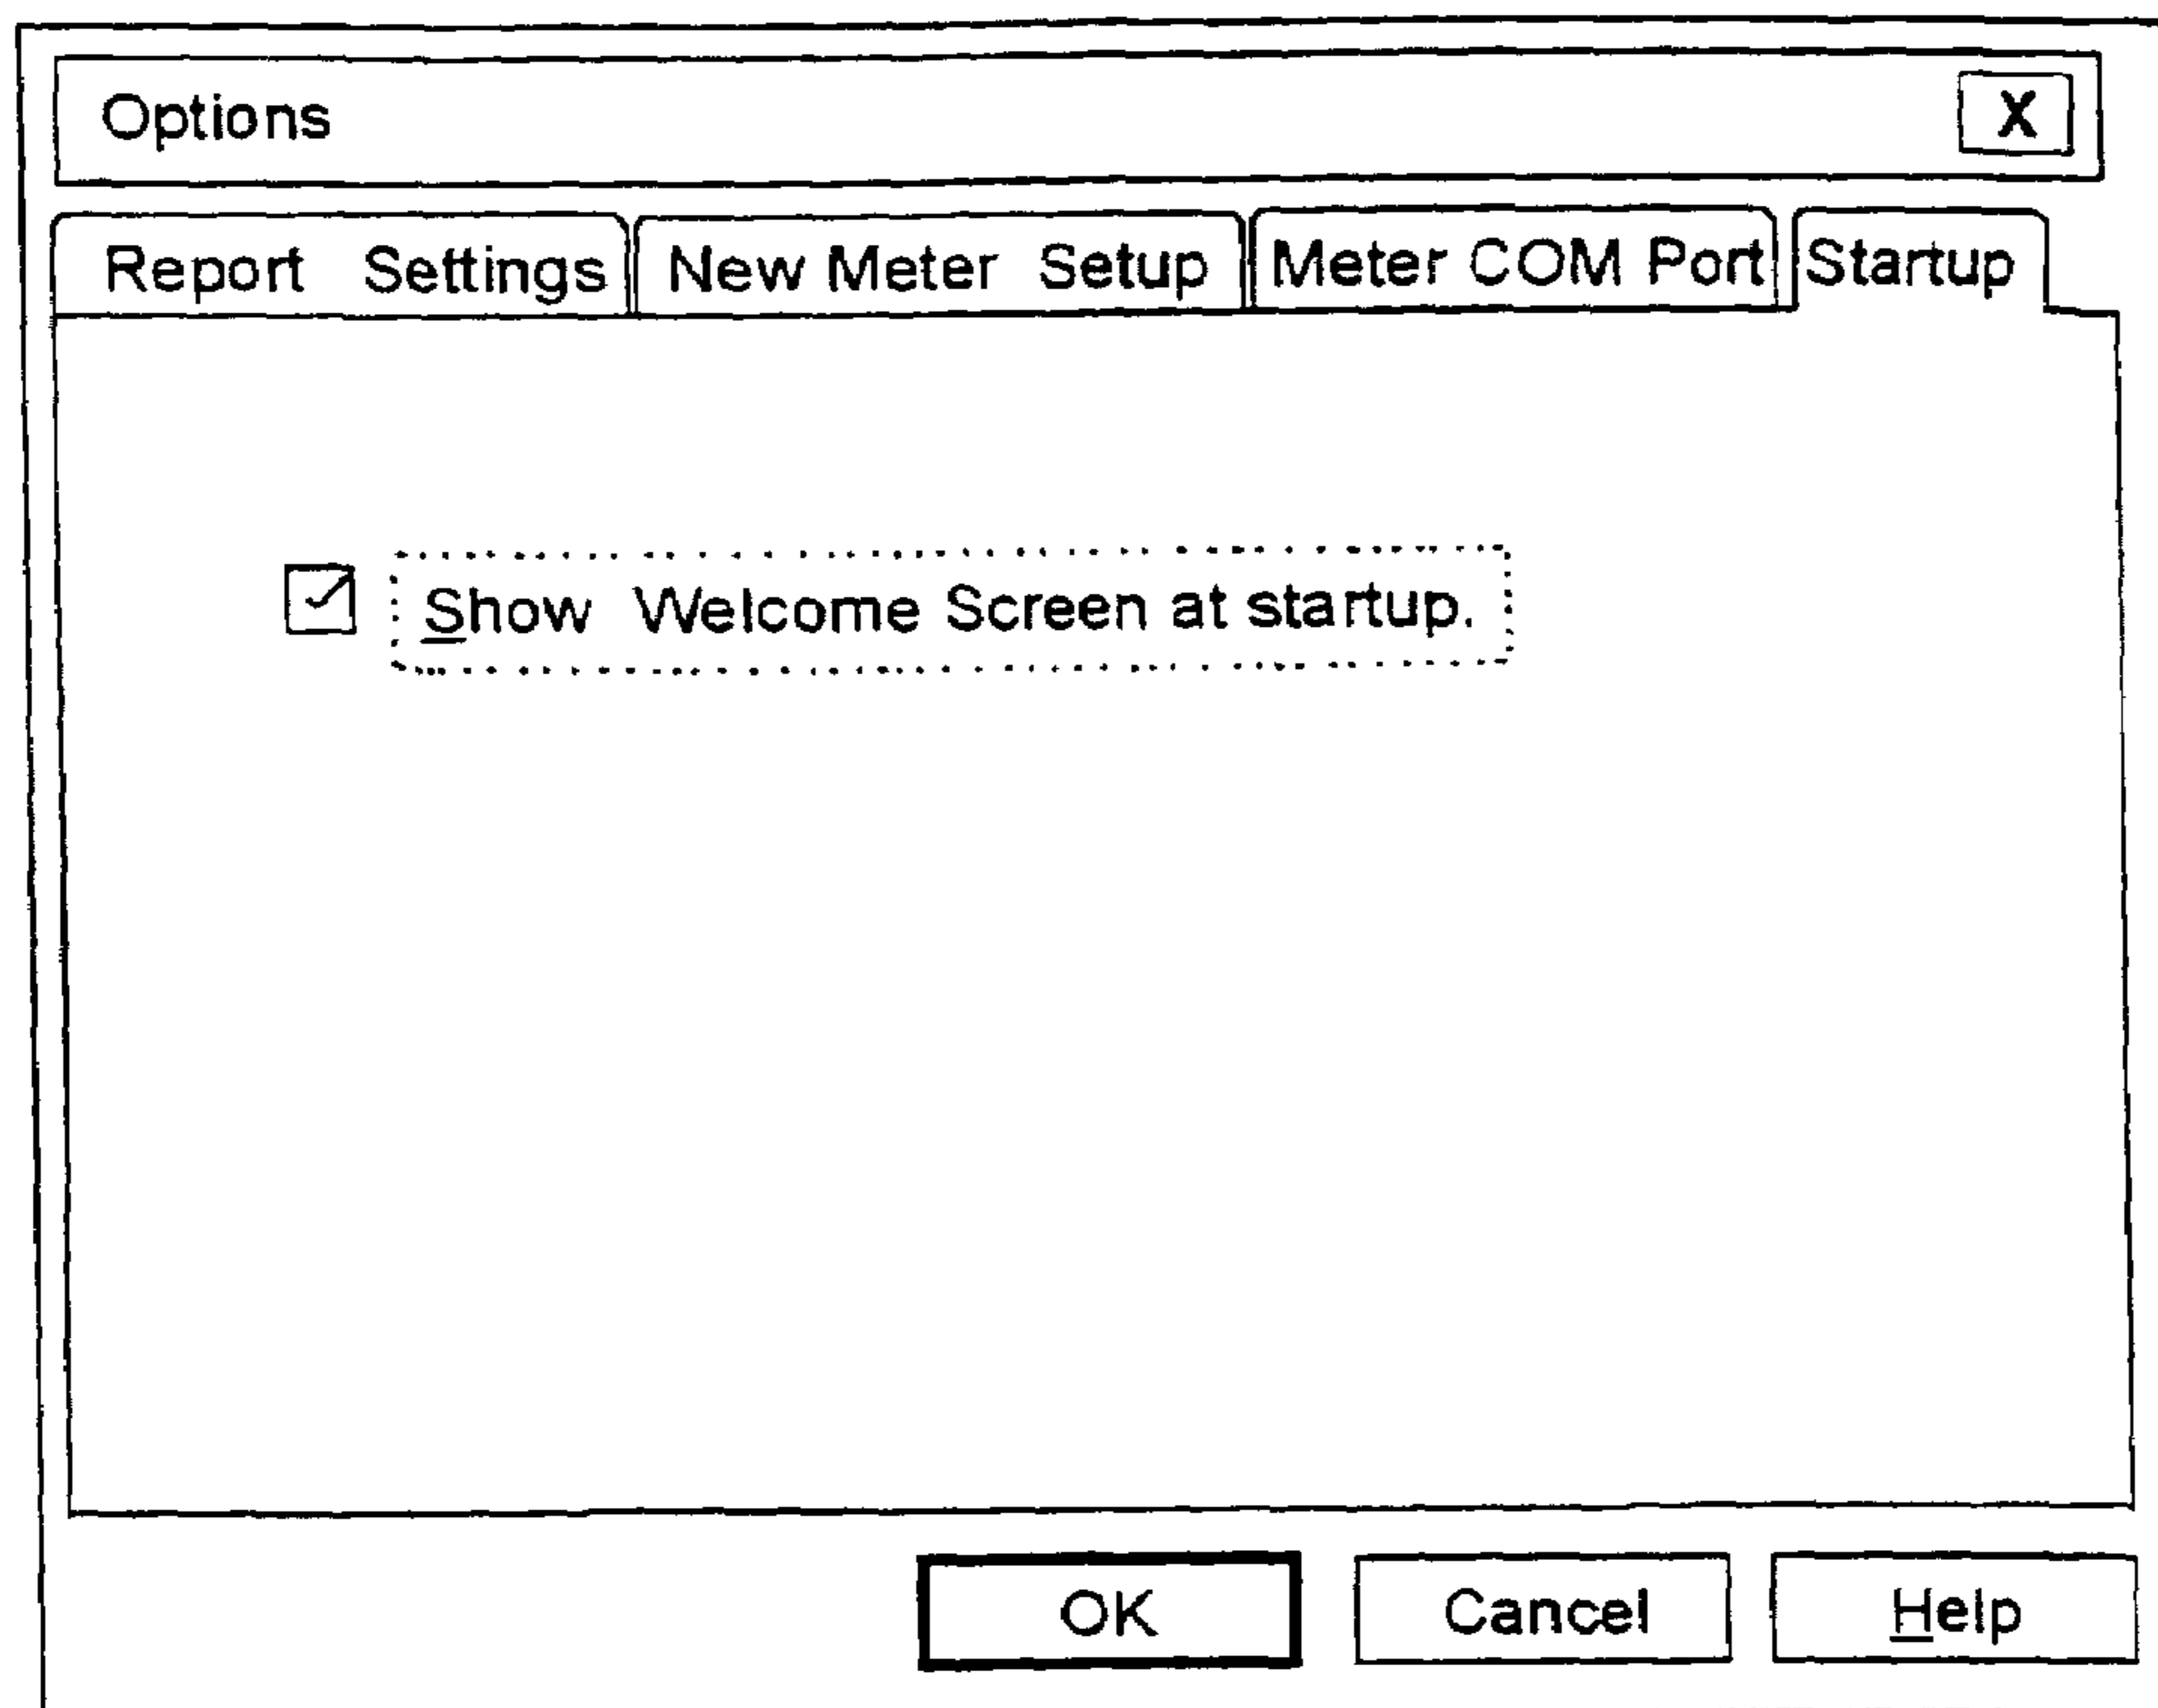 Options X
Report Settings New Meter Setup Meter COM Port Startup
Show Welcome Screen at startup.
OK Cancel Help